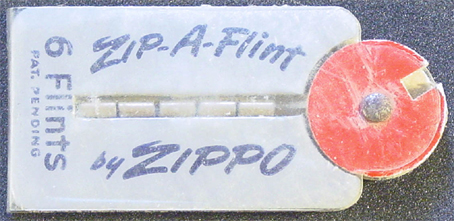 6 Flints
PAT. PENDING
ZIP-A-Flint
by ZIPPO